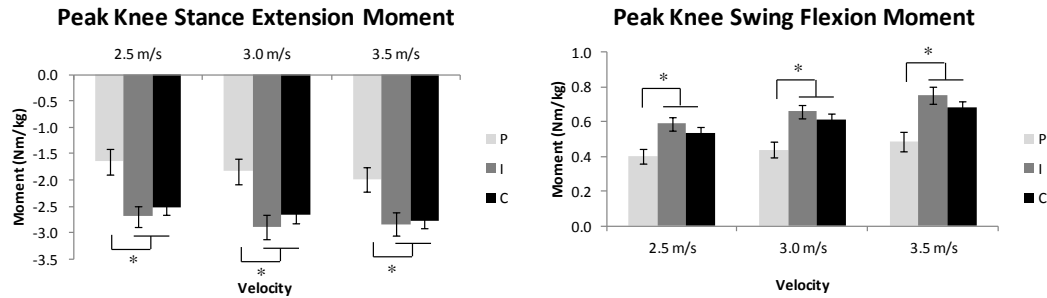 Peak Knee Stance Extension Moment
2.5 m/s 3.0 m/s 3.5 m/s
0.0
-0.5
-1.0
-1.5
-2.0
-2.5
-3.0
-3.5
Moment (Nm/kg)
* * *
Velocity
P
I
C
Peak Knee Swing Flexion Moment
1.0
0.8
0.6
0.4
0.2
0.0
Moment (Nm/kg)
* * *
2.5 m/s 3.0 m/s 3.5 m/s
Velocity
P
I
C